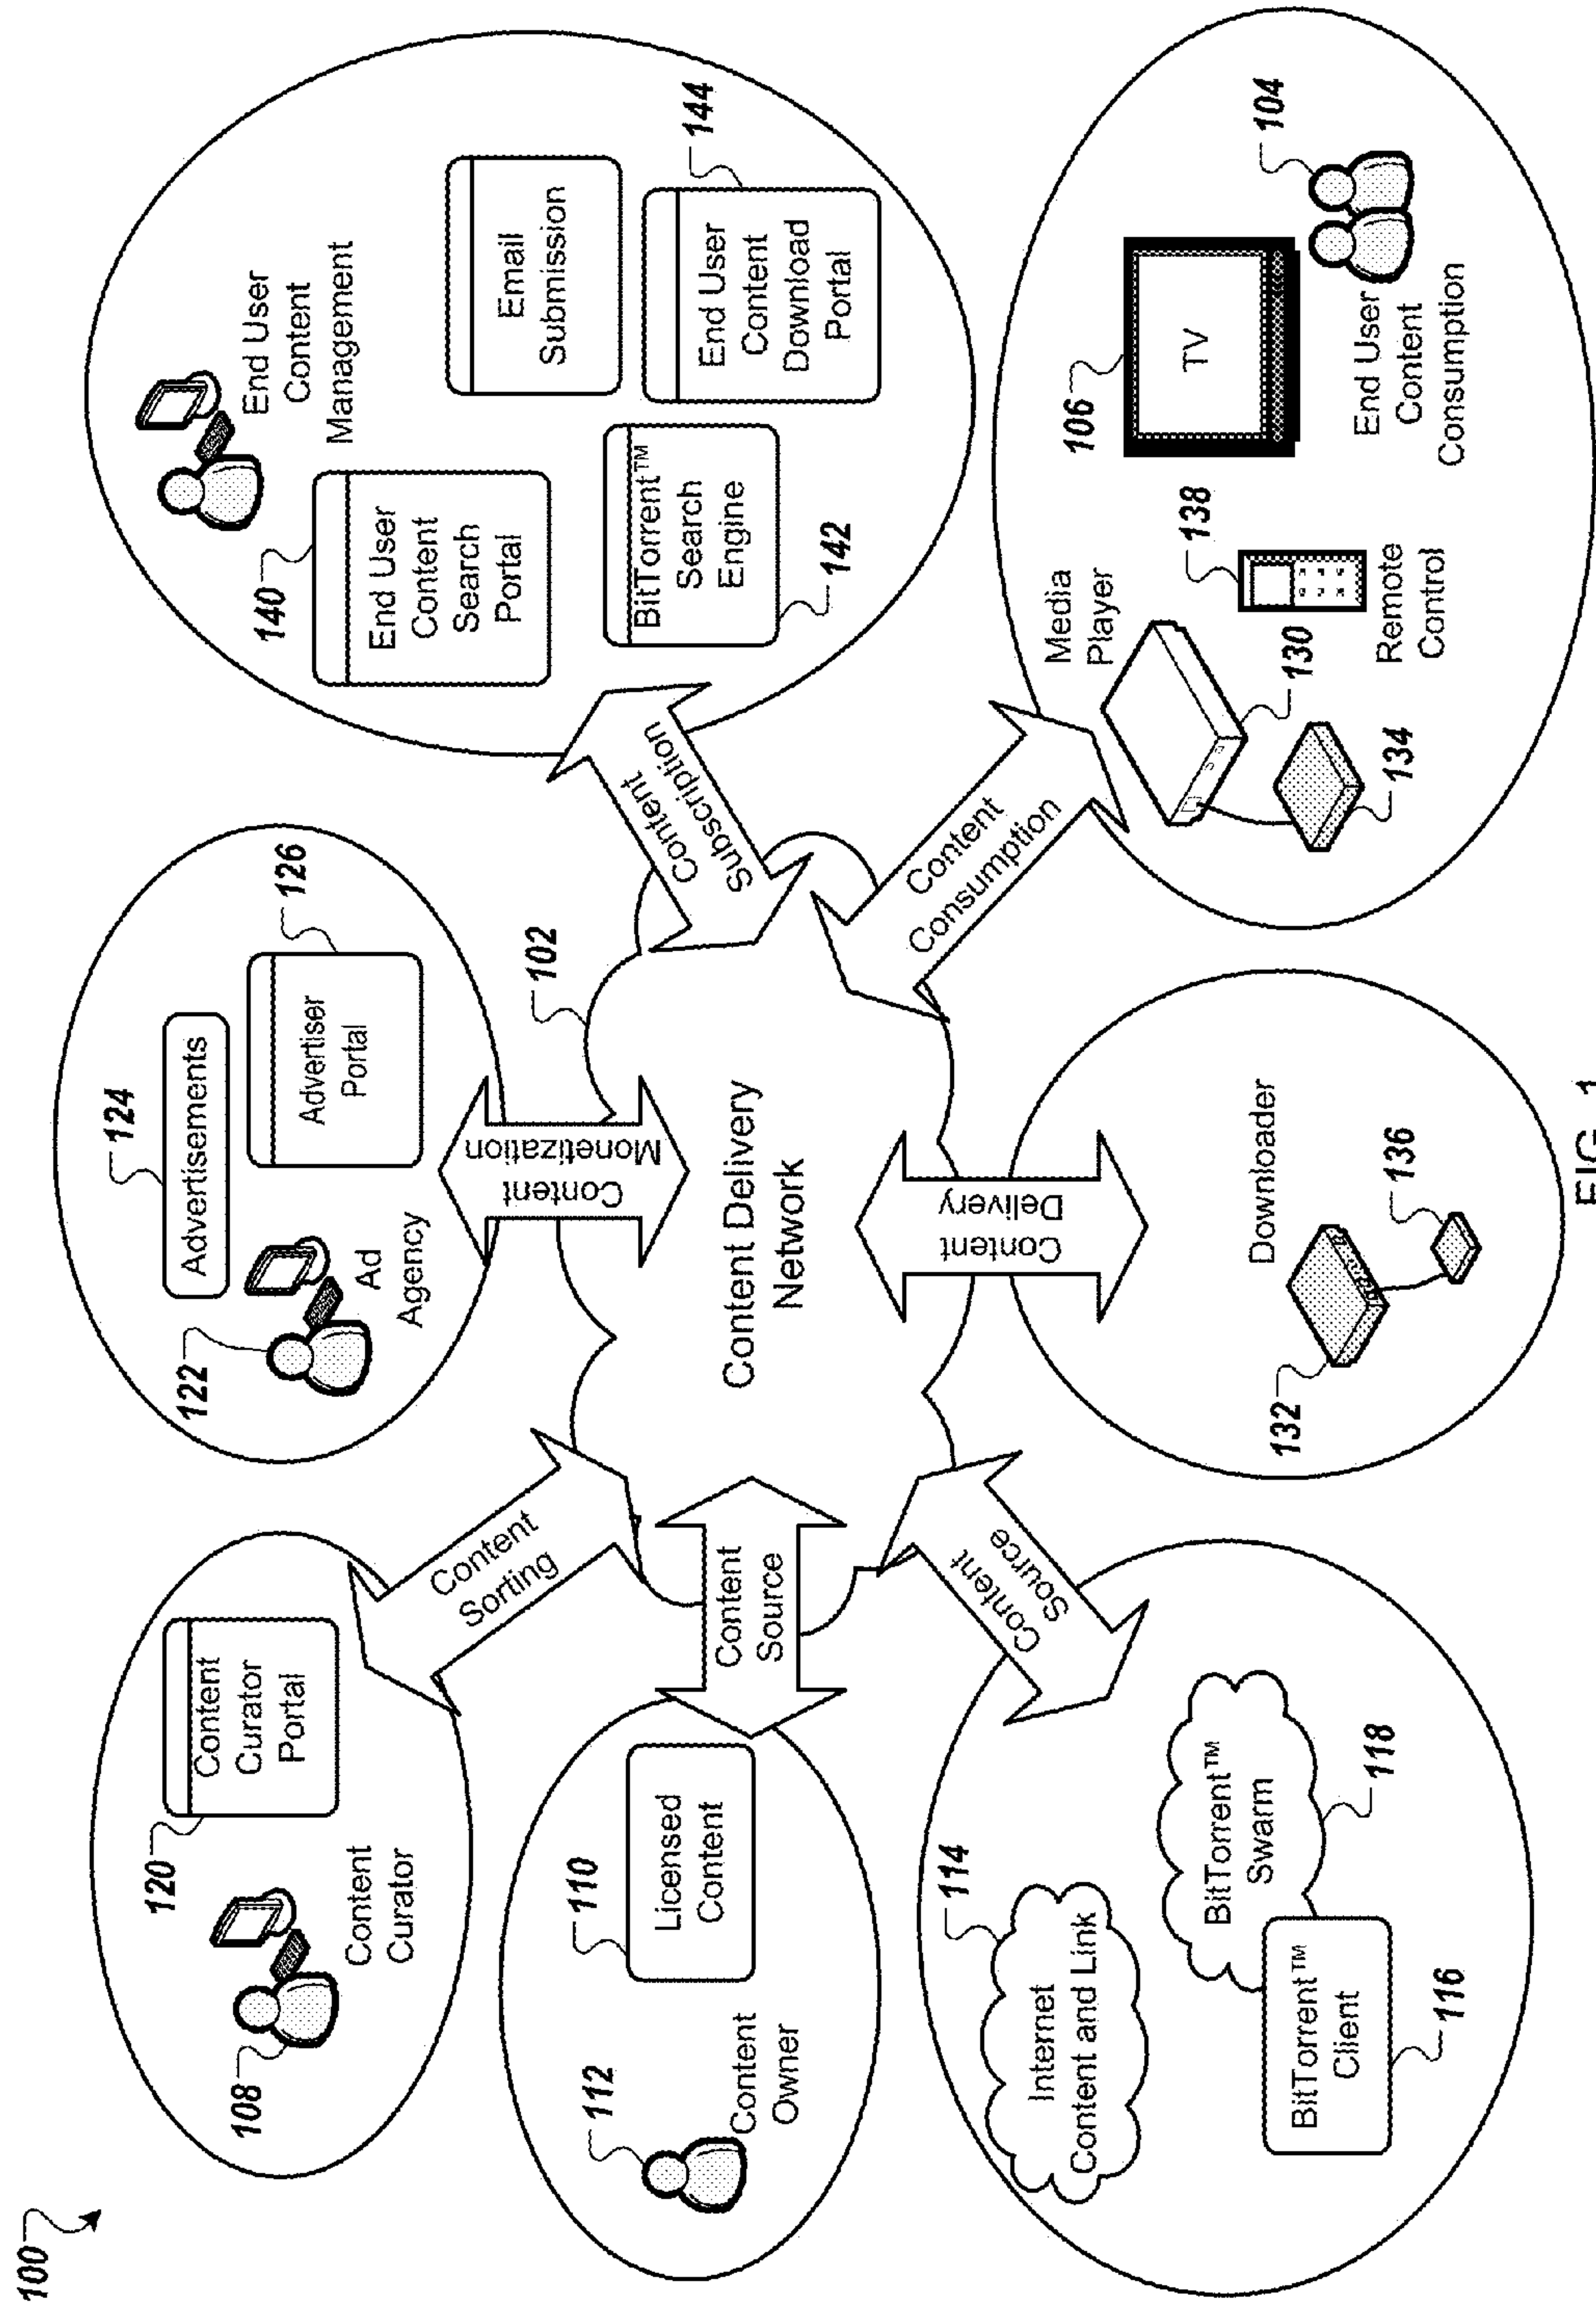 100
108
120
Content
Curator
Portal
Content
Curator
Content
Sorting
122
124
Advertisements
126
Advertiser
Portal
Ad
Agency
Content
Monetization
102
Content Delivery
Network
140
End User
Content
Search
Portal
End User
Content
Management
Email
Submission
BitTorrent™
Search
Engine
142
144
End User
Content
Download
Portal
Content
Subscription
112
110
Licensed
Content
Content
Owner
Content
Source
114
Internet
Content and Link
BitTorrent™
Swarm
118
BitTorrent™
Client
116
Content
Source
Content
Delivery
Downloader
132
136
Content
Consumption
Media
Player
130
134
138
Remote
Control
106
TV
104
End User
Content
Consumption
FIG. 1